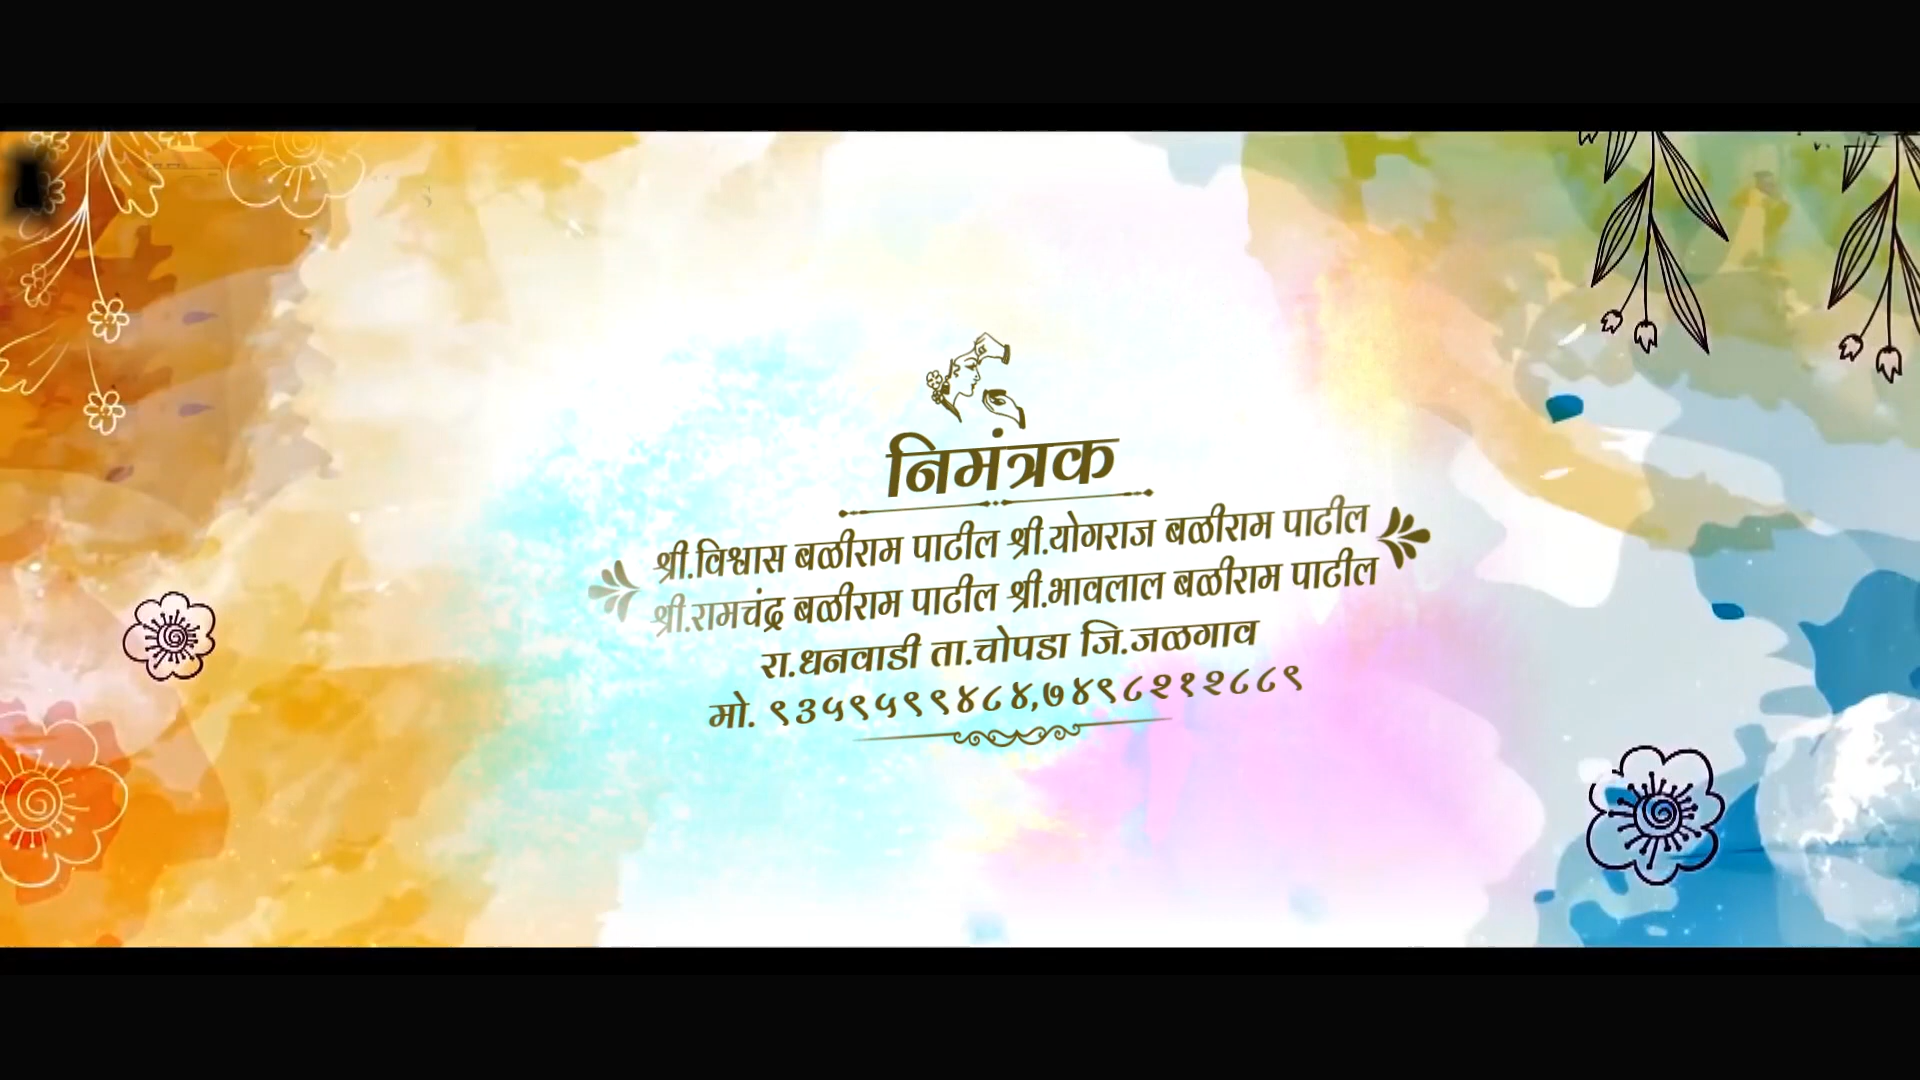 निमंत्रक
श्री.विश्वास बळीराम पाटील श्री.योगराज बळीराम पाटील
श्री.रामचंद्र बळीराम पाटील श्री.भावलाल बळीराम पाटील
रा.धनवाडी ता.चोपडा जि.जळगाव
मो. ९३५९५९९४८४,७४९८२१२८८९